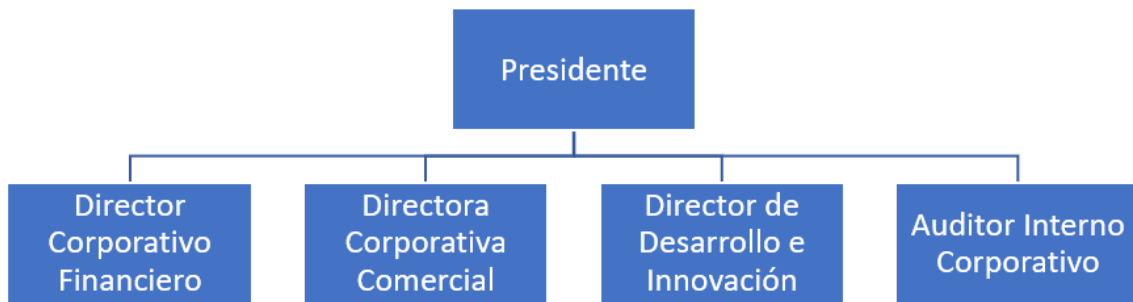 Presidente
Director
Corporativo
Financiero
Directora
Corporativa
Comercial
Director de
Desarrollo e
Innovación
Auditor Interno
Corporativo